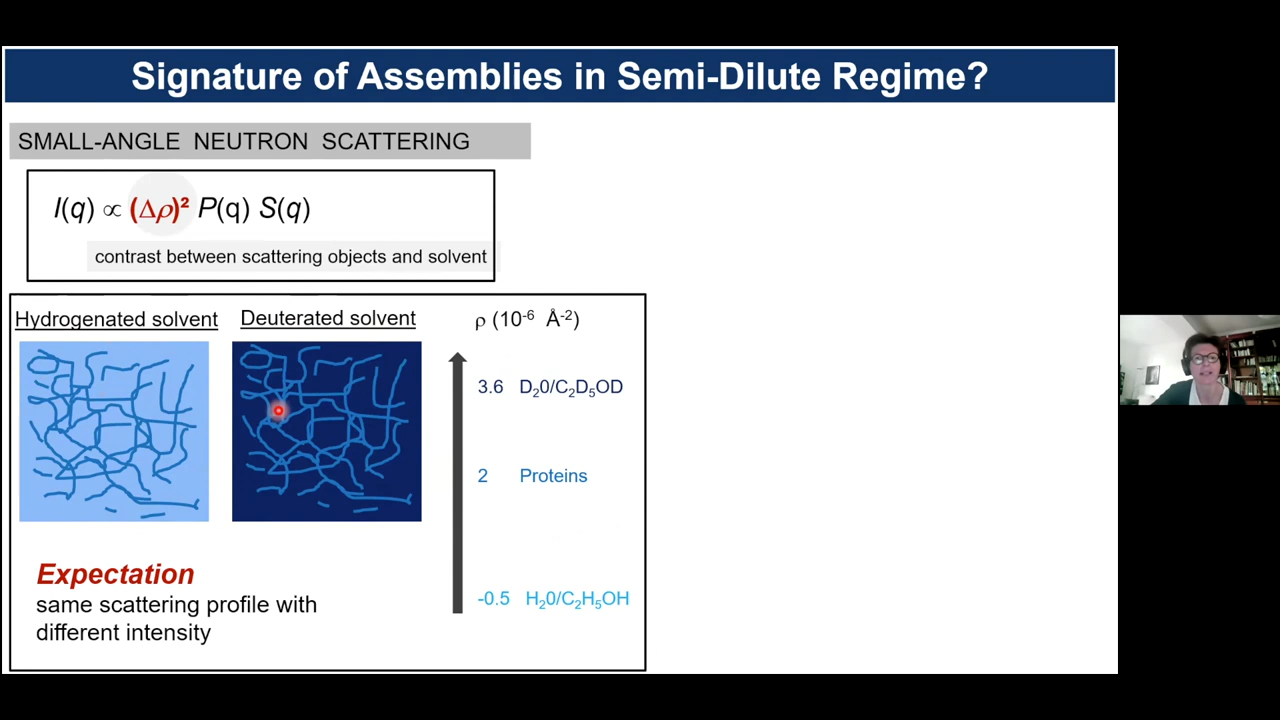 Signature of Assemblies in Semi-Dilute Regime?
SMALL-ANGLE NEUTRON SCATTERING
I(q) ∝ (Δρ)² P(q) S(q)
contrast between scattering objects and solvent
Hydrogenated solvent
Deuterated solvent
ρ (10⁻⁶ Å⁻²)
3.6 D₂0/C₂D₅OD
2 Proteins
-0.5 H₂0/C₂H₅OH
Expectation
same scattering profile with
different intensity